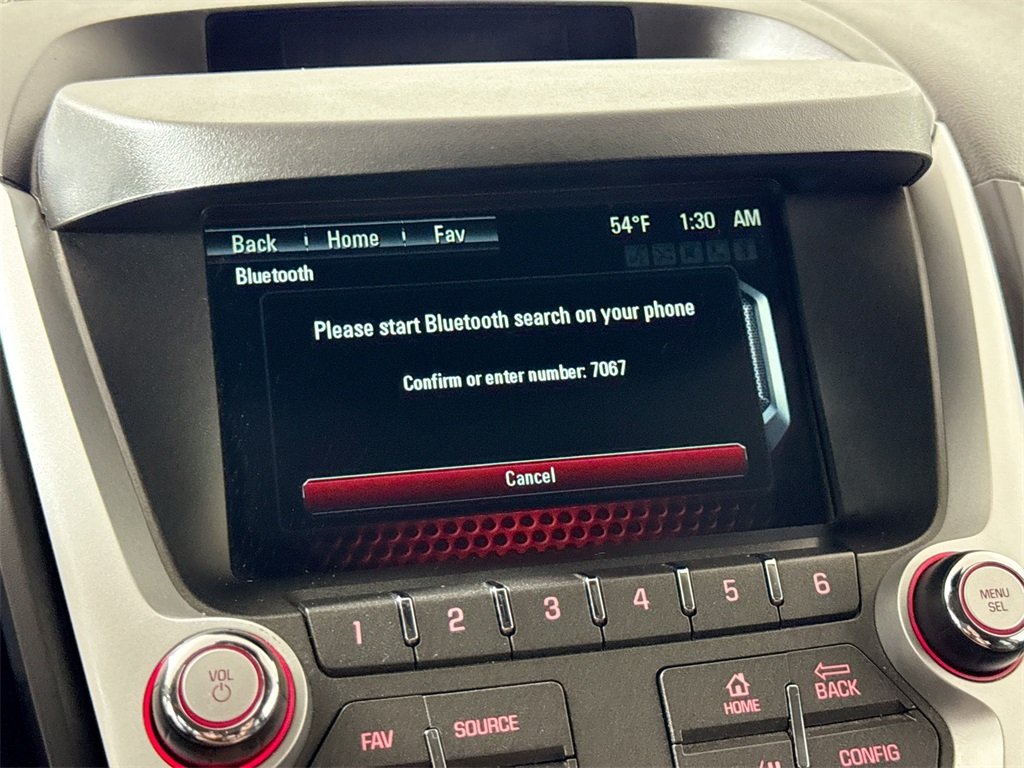 Back Home Fav
54°F 1:30 AM
Bluetooth
Please start Bluetooth search on your phone
Confirm or enter number: 7067
Cancel
1 2 3 4 5 6
MENU
SEL
VOL
HOME
BACK
FAV
SOURCE
CONFIG